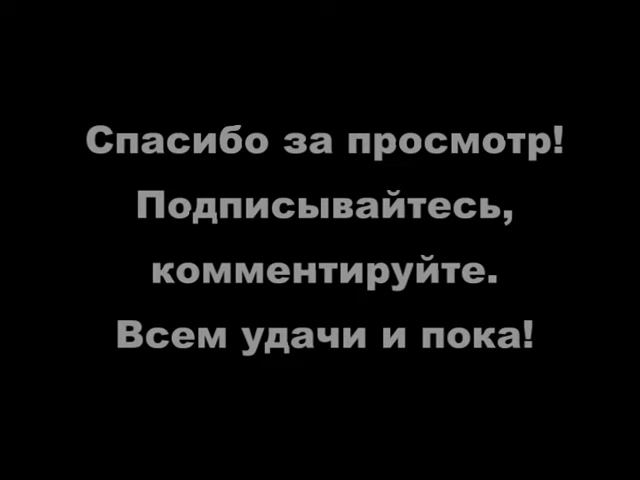 Спасибо за просмотр!
Подписывайтесь,
комментируйте.
Всем удачи и пока!